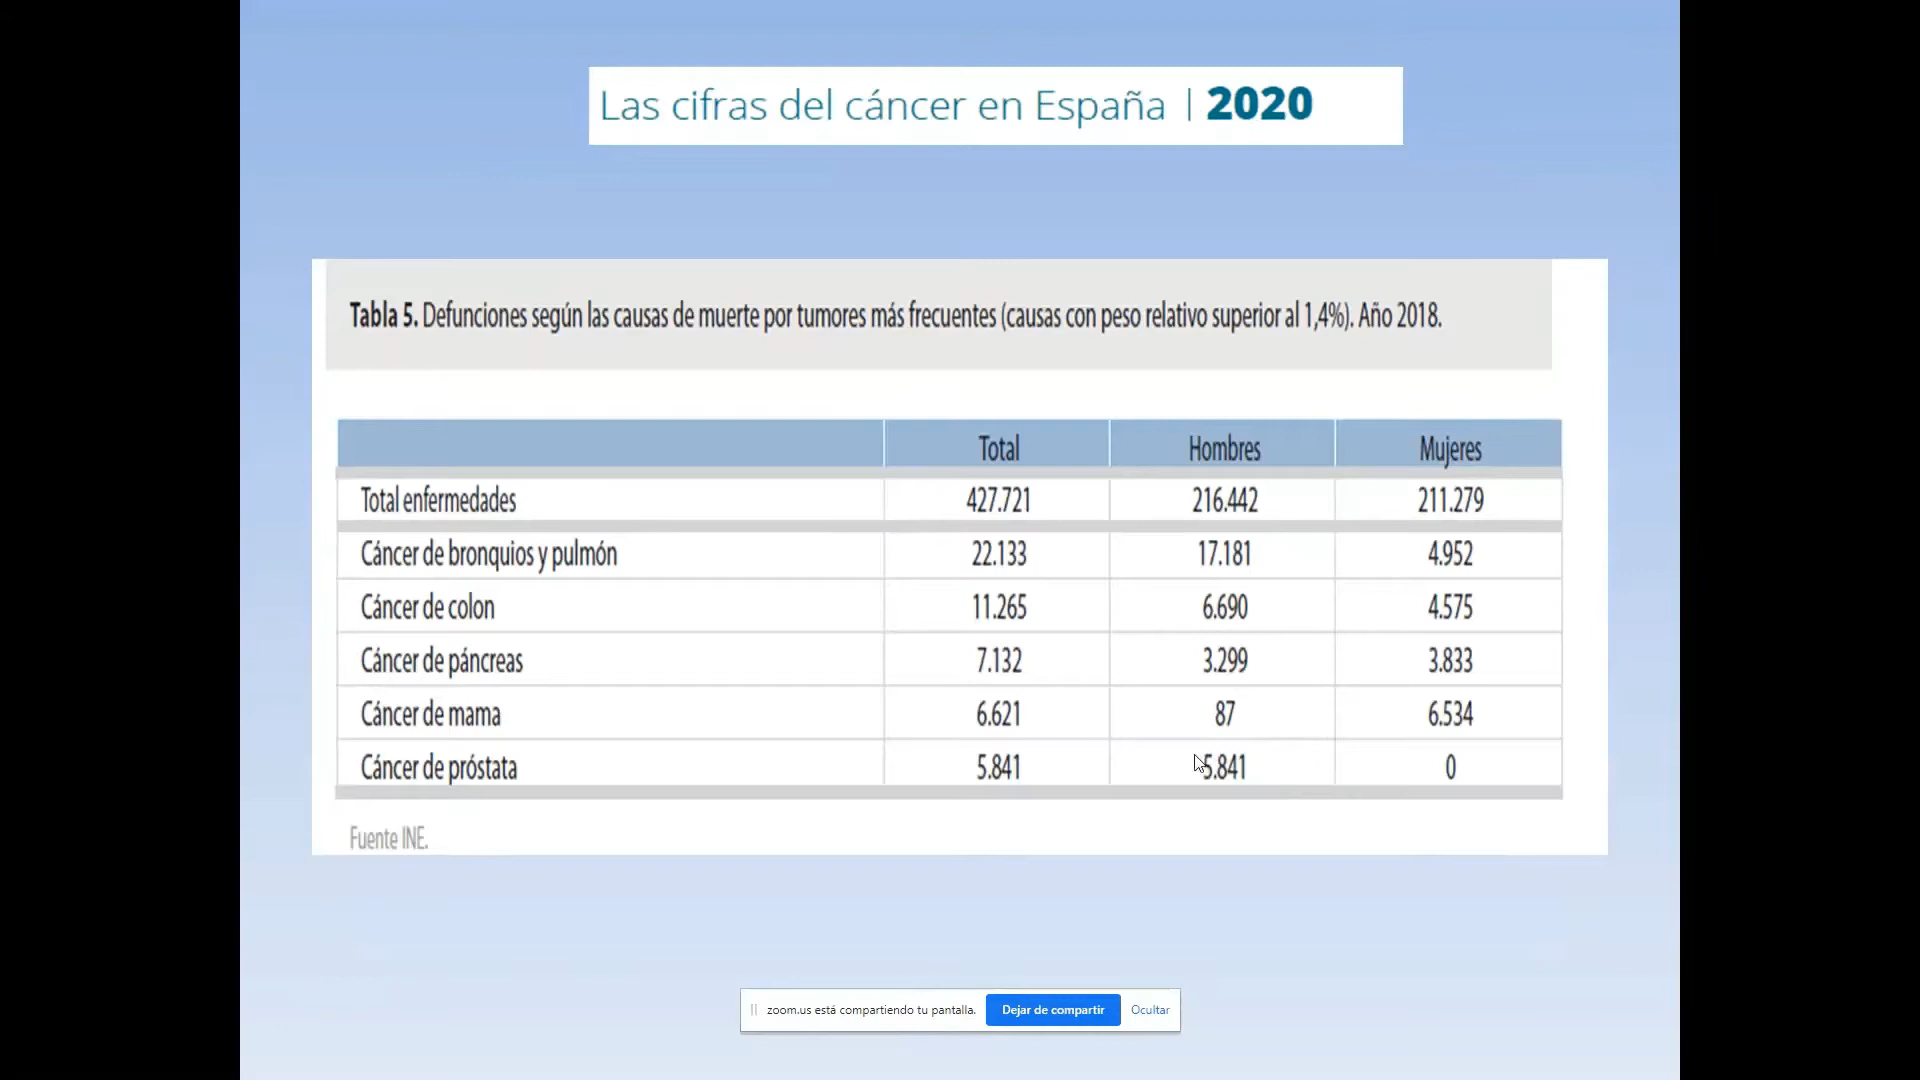 Las cifras del cáncer en España | 2020
Tabla 5. Defunciones según las causas de muerte por tumores más frecuentes (causas con peso relativo superior al 1,4%). Año 2018.
Total Hombres Mujeres
Total enfermedades 427.721 216.442 211.279
Cáncer de bronquios y pulmón 22.133 17.181 4.952
Cáncer de colon 11.265 6.690 4.575
Cáncer de páncreas 7.132 3.299 3.833
Cáncer de mama 6.621 87 6.534
Cáncer de próstata 5.841 5.841 0
Fuente INE.
zoom.us está compartiendo tu pantalla. Dejar de compartir Ocultar